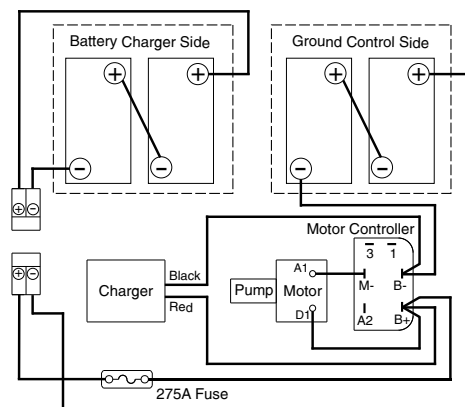 Battery Charger Side
Ground Control Side
+
+
+
+
−
−
−
−
+ −
Motor Controller
3 1
+ −
Black
A1
M- B-
Charger
Pump
Motor
Red
D1
A2 B+
275A Fuse